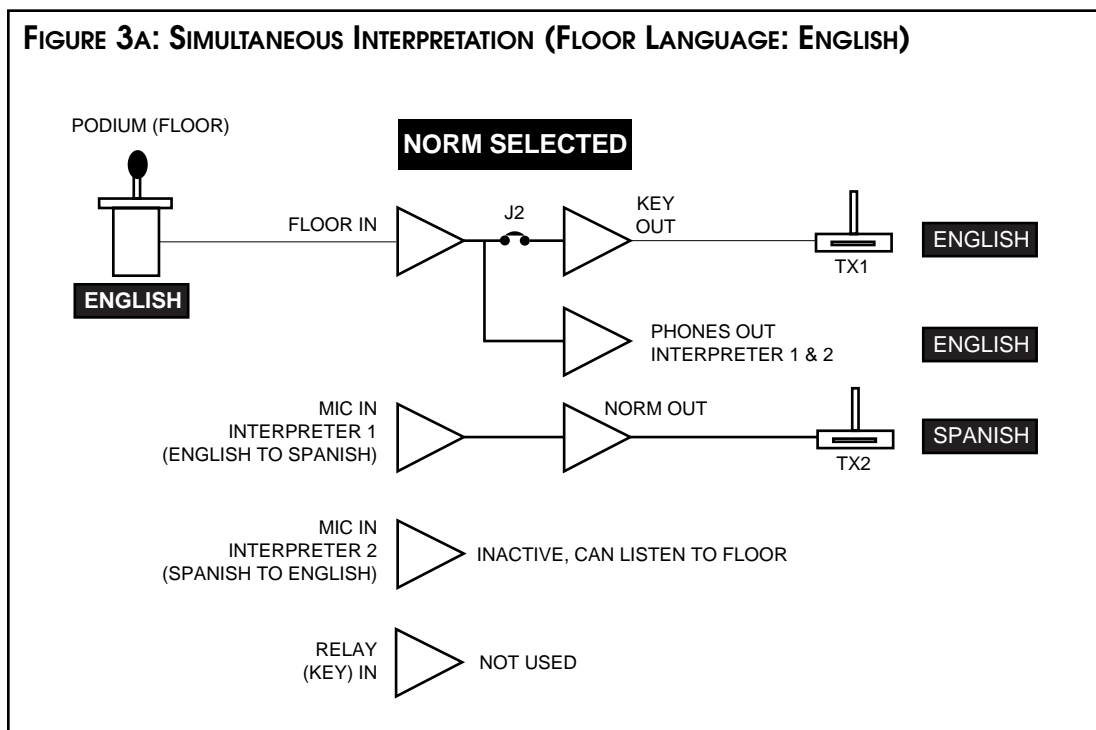 FIGURE 3A: SIMULTANEOUS INTERPRETATION (FLOOR LANGUAGE: ENGLISH)
PODIUM (FLOOR)
NORM SELECTED
FLOOR IN
J2
KEY
OUT
TX1
ENGLISH
ENGLISH
PHONES OUT
INTERPRETER 1 & 2
ENGLISH
MIC IN
INTERPRETER 1
(ENGLISH TO SPANISH)
NORM OUT
TX2
SPANISH
MIC IN
INTERPRETER 2
(SPANISH TO ENGLISH)
INACTIVE, CAN LISTEN TO FLOOR
RELAY
(KEY) IN
NOT USED